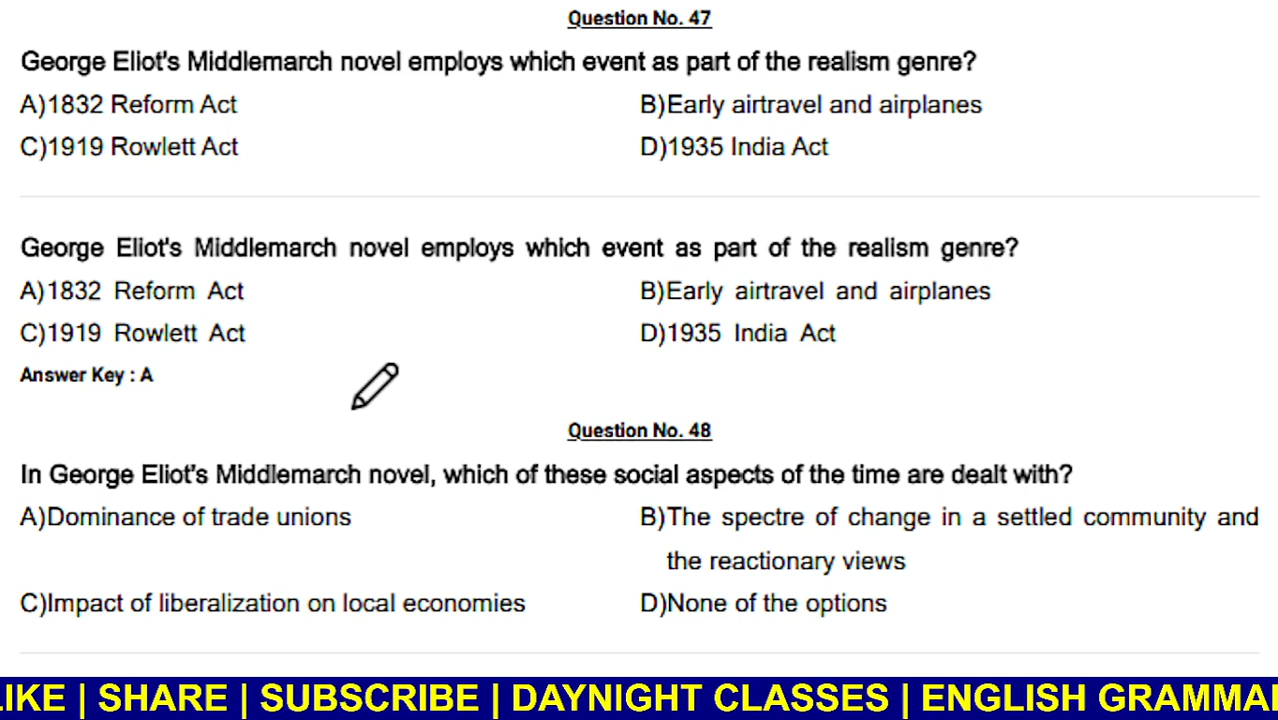 Question No. 47
George Eliot's Middlemarch novel employs which event as part of the realism genre?
A)1832 Reform Act B)Early airtravel and airplanes
C)1919 Rowlett Act D)1935 India Act
George Eliot's Middlemarch novel employs which event as part of the realism genre?
A)1832 Reform Act B)Early airtravel and airplanes
C)1919 Rowlett Act D)1935 India Act
Answer Key : A
Question No. 48
In George Eliot's Middlemarch novel, which of these social aspects of the time are dealt with?
A)Dominance of trade unions B)The spectre of change in a settled community and
the reactionary views
C)Impact of liberalization on local economies D)None of the options
LIKE | SHARE | SUBSCRIBE | DAYNIGHT CLASSES | ENGLISH GRAMMA